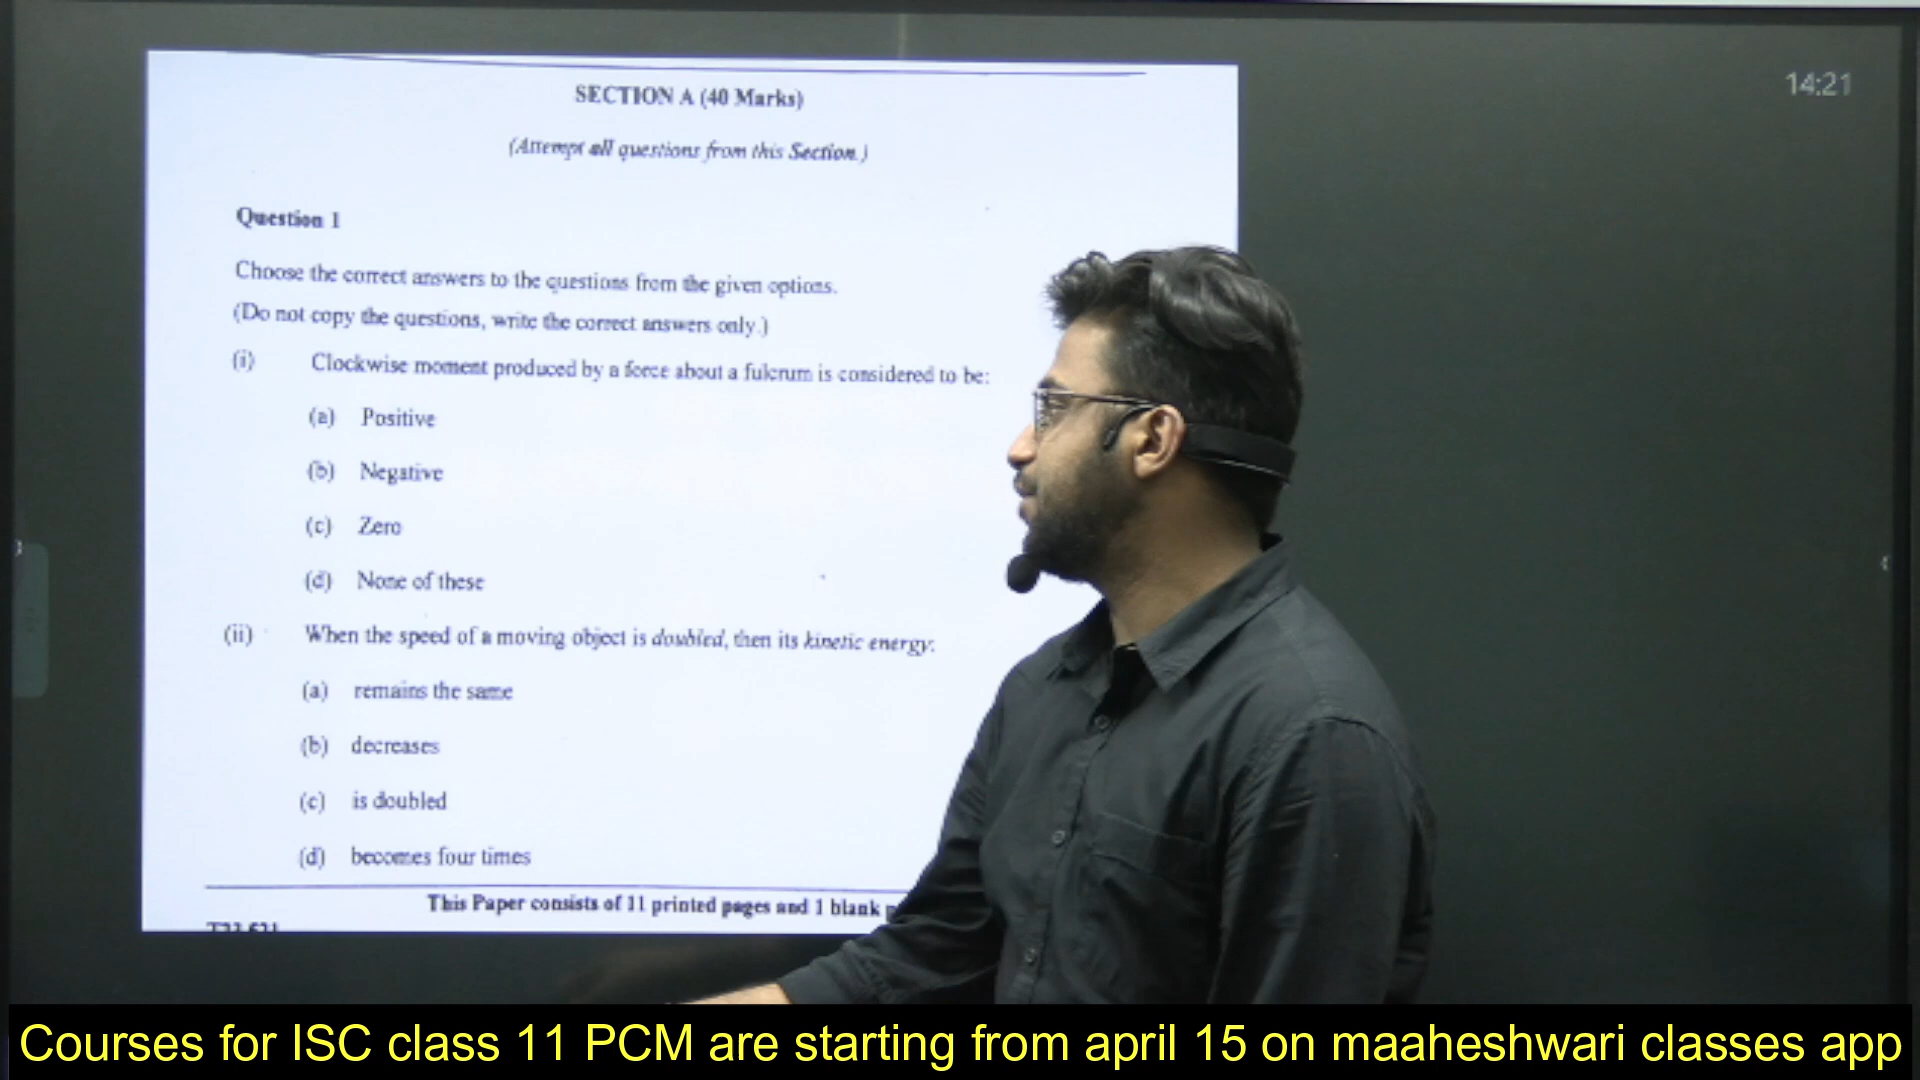 14:21
SECTION A (40 Marks)
(Attempt all questions from this Section.)
Question 1
Choose the correct answers to the questions from the given options.
(Do not copy the questions, write the correct answers only.)
(i) Clockwise moment produced by a force about a fulcrum is considered to be:
(a) Positive
(b) Negative
(c) Zero
(d) None of these
(ii) When the speed of a moving object is doubled, then its kinetic energy:
(a) remains the same
(b) decreases
(c) is doubled
(d) becomes four times
This Paper consists of 11 printed pages and 1 blank
Courses for ISC class 11 PCM are starting from april 15 on maaheshwari classes app